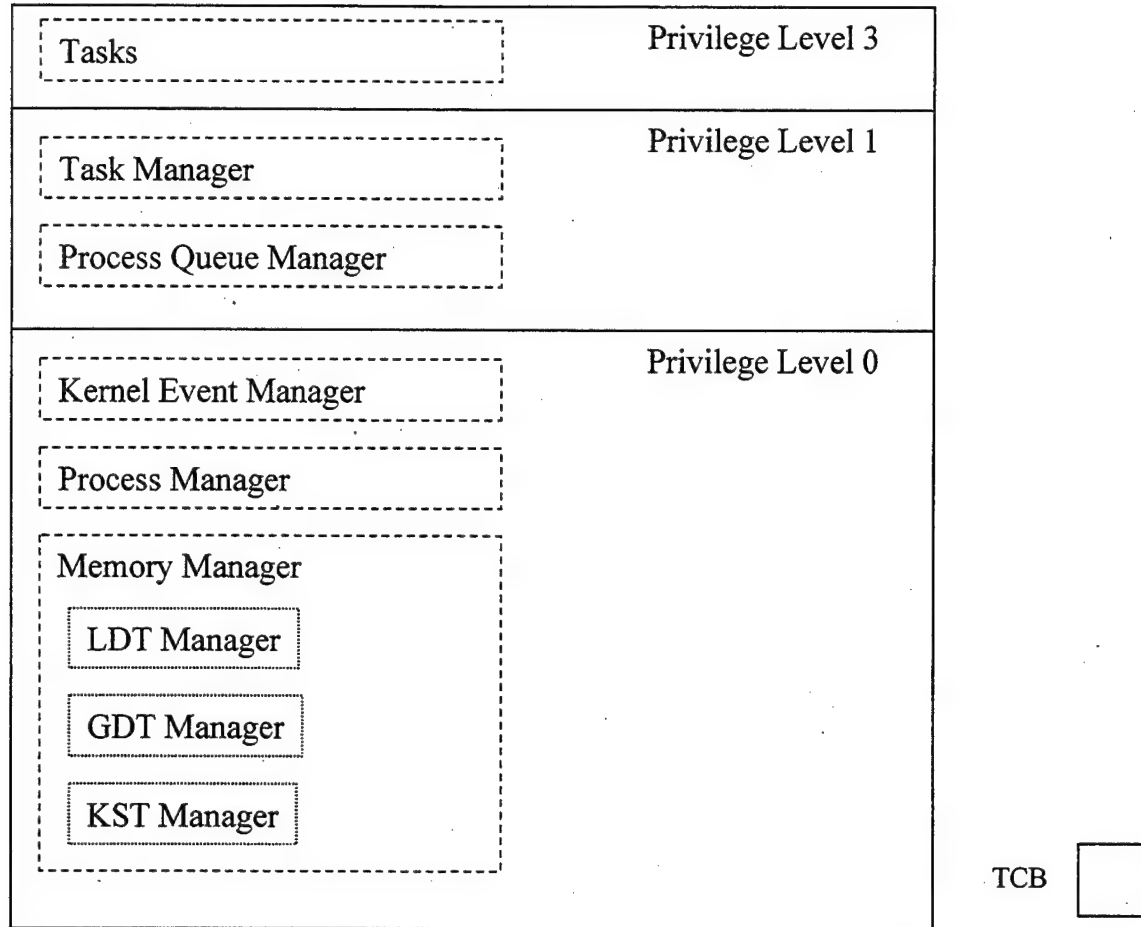 Tasks
Privilege Level 3
Task Manager
Privilege Level 1
Process Queue Manager
Kernel Event Manager
Privilege Level 0
Process Manager
Memory Manager
LDT Manager
GDT Manager
KST Manager
TCB